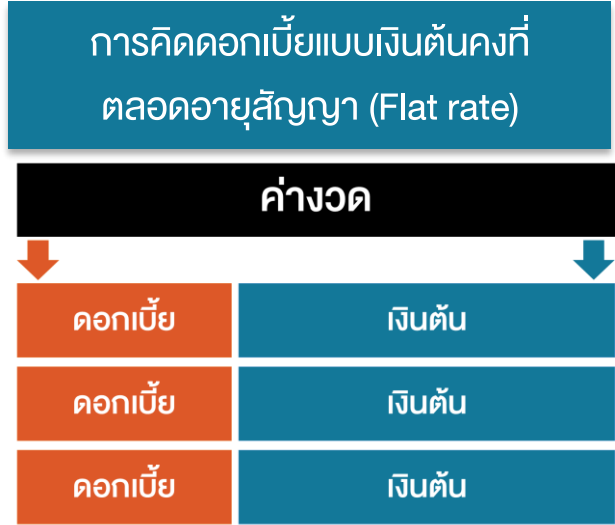 การคิดดอกเบี้ยแบบเงินต้นคงที่
ตลอดอายุสัญญา (Flat rate)
ค่างวด
ดอกเบี้ย เงินต้น
ดอกเบี้ย เงินต้น
ดอกเบี้ย เงินต้น